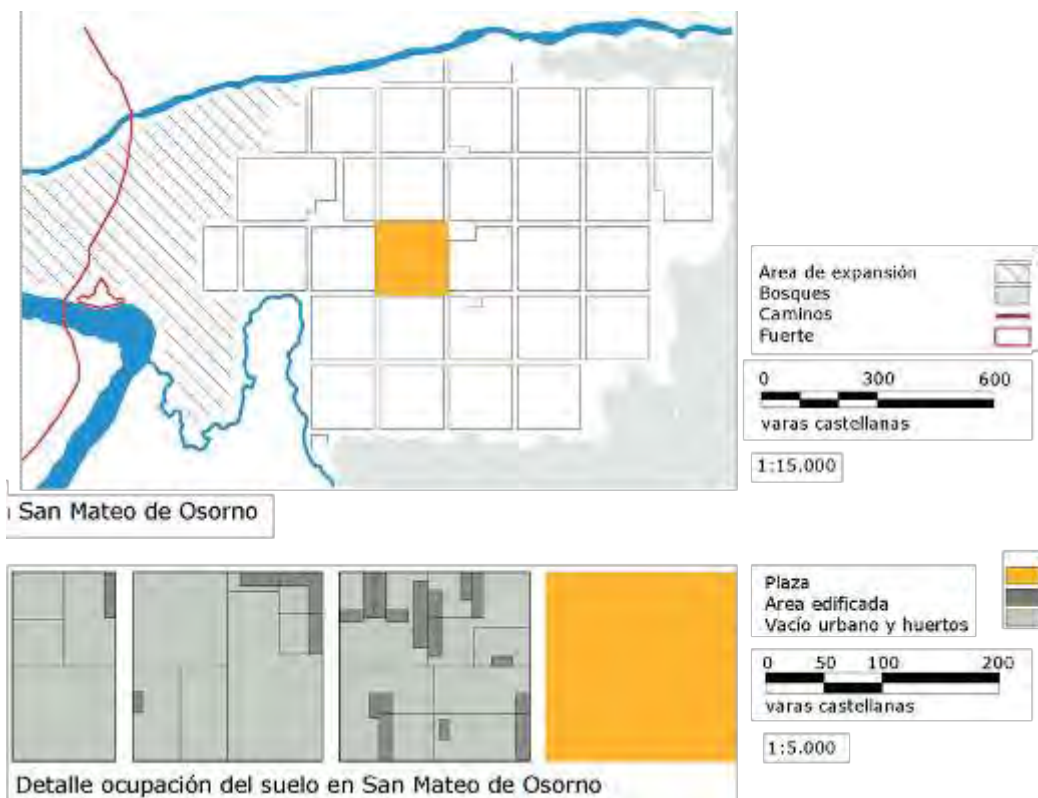 Area de expansión
Bosques
Caminos
Fuerte
0 300 600
varas castellanas
1:15.000
San Mateo de Osorno
Plaza
Area edificada
Vacío urbano y huertos
0 50 100 200
varas castellanas
1:5.000
Detalle ocupación del suelo en San Mateo de Osorno